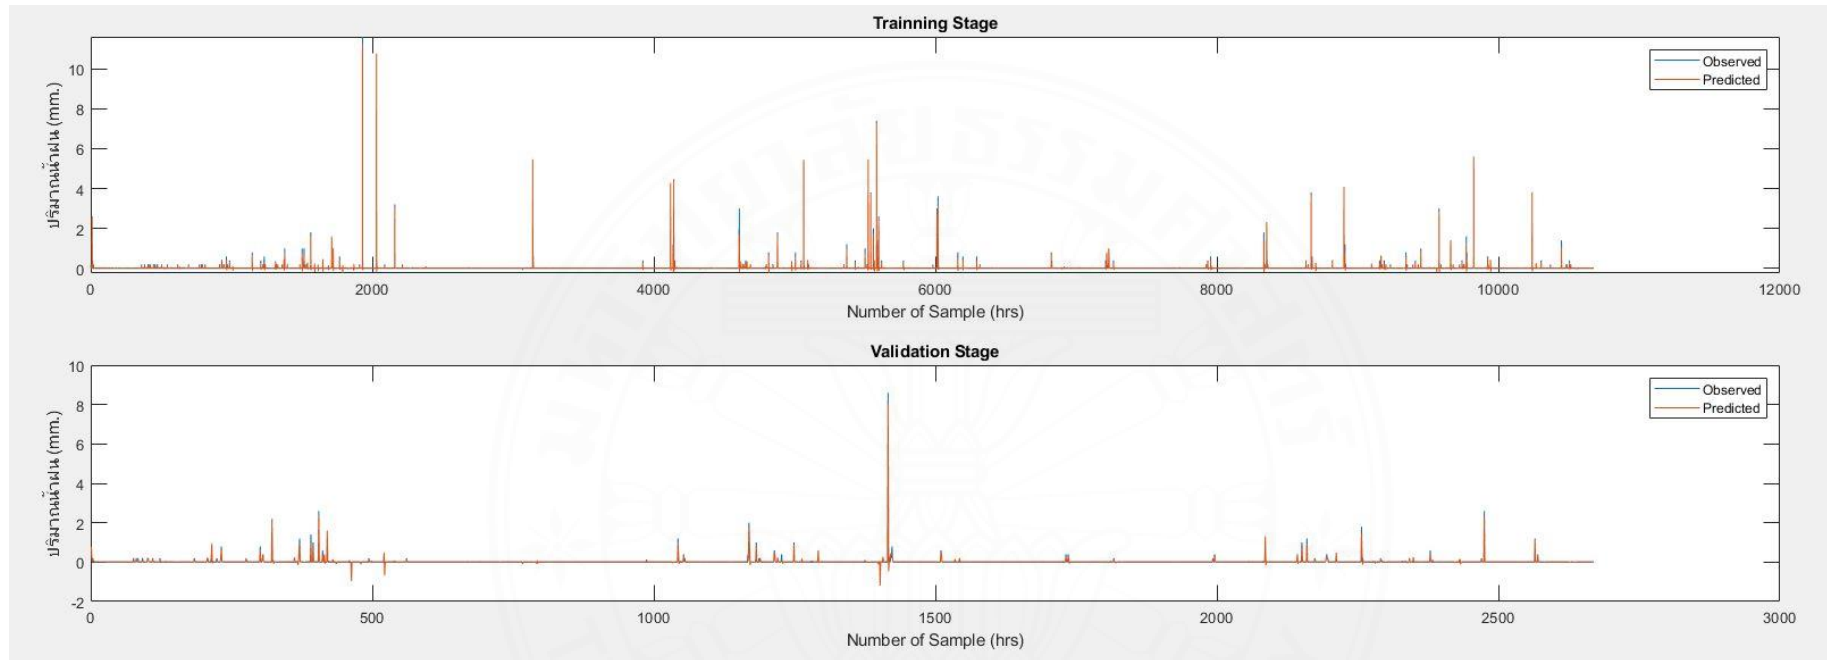 Trainning Stage
ปริมาณน้ำฝน (mm.)
10
8
6
4
2
0
Observed
Predicted
0 2000 4000 6000 8000 10000 12000
Number of Sample (hrs)
Validation Stage
ปริมาณน้ำฝน (mm.)
10
8
6
4
2
0
-2
Observed
Predicted
0 500 1000 1500 2000 2500 3000
Number of Sample (hrs)